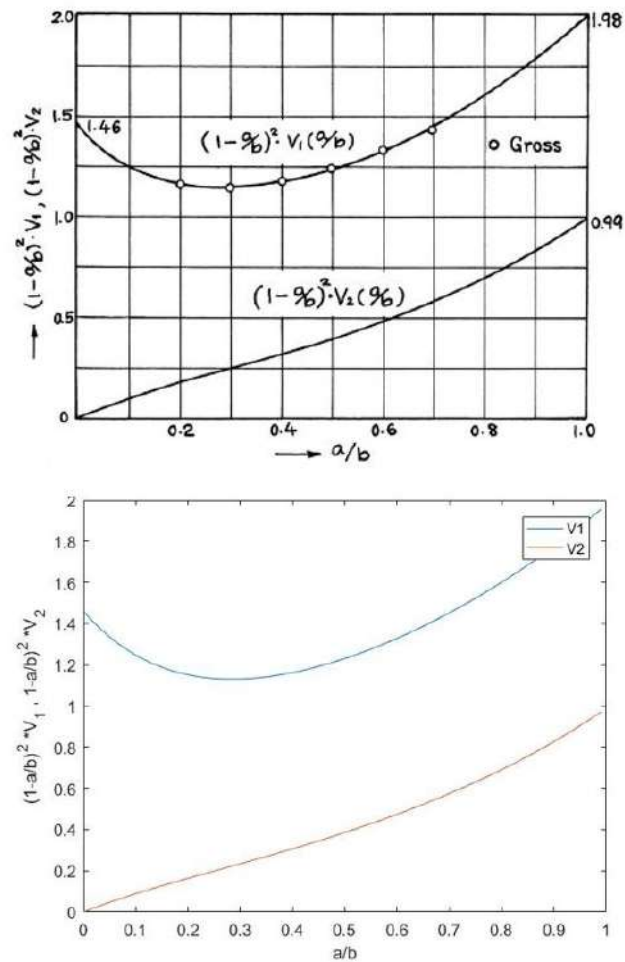 2.0
1.98
1.5
1.46
(1-a/b)²·V₁(a/b)
o Gross
→ (1-a/b)²·V₁, (1-a/b)²·V₂
1.0
0.99
(1-a/b)²·V₂(a/b)
0.5
0
0.2
0.4
0.6
0.8
1.0
→ a/b
2
V1
V2
1.8
1.6
1.4
1.2
1
0.8
0.6
0.4
0.2
0
(1-a/b)² *V₁ , 1-a/b)² *V₂
0 0.1 0.2 0.3 0.4 0.5 0.6 0.7 0.8 0.9 1
a/b